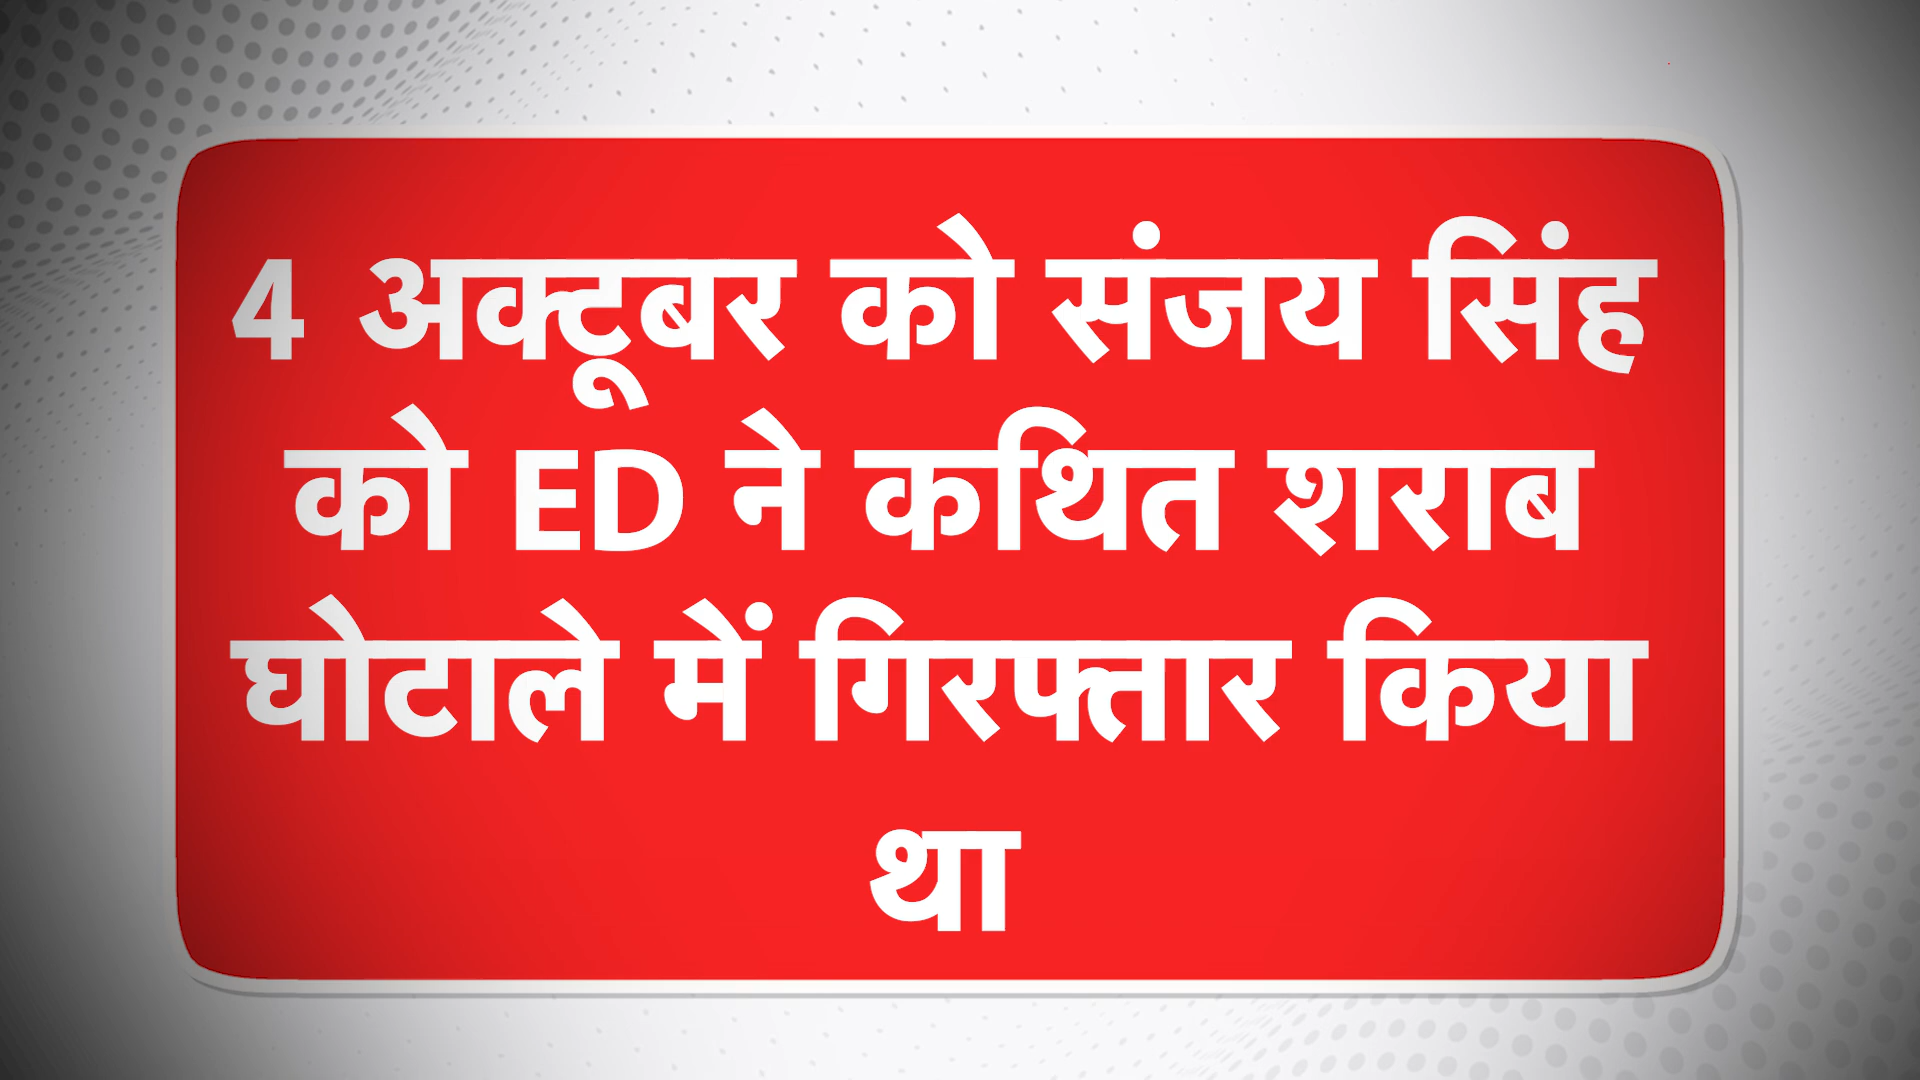 4 अक्टूबर को संजय सिंह
को ED ने कथित शराब
घोटाले में गिरफ्तार किया
था